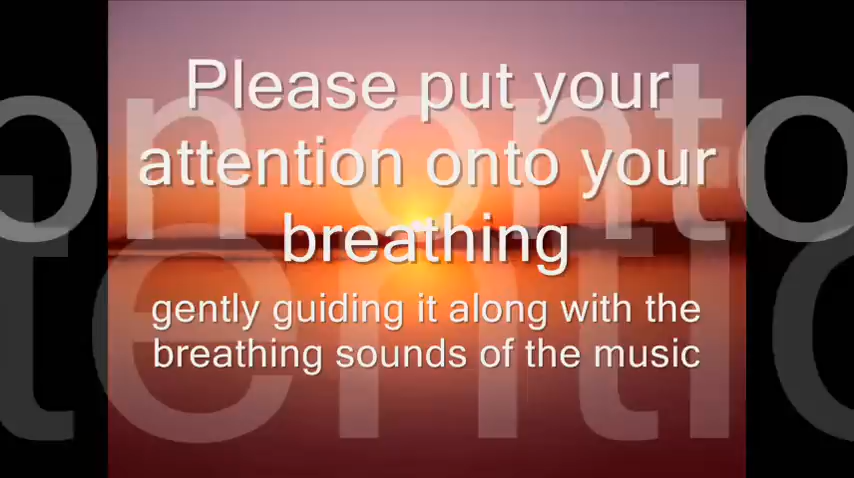 Please put your
attention onto your
breathing
gently guiding it along with the
breathing sounds of the music